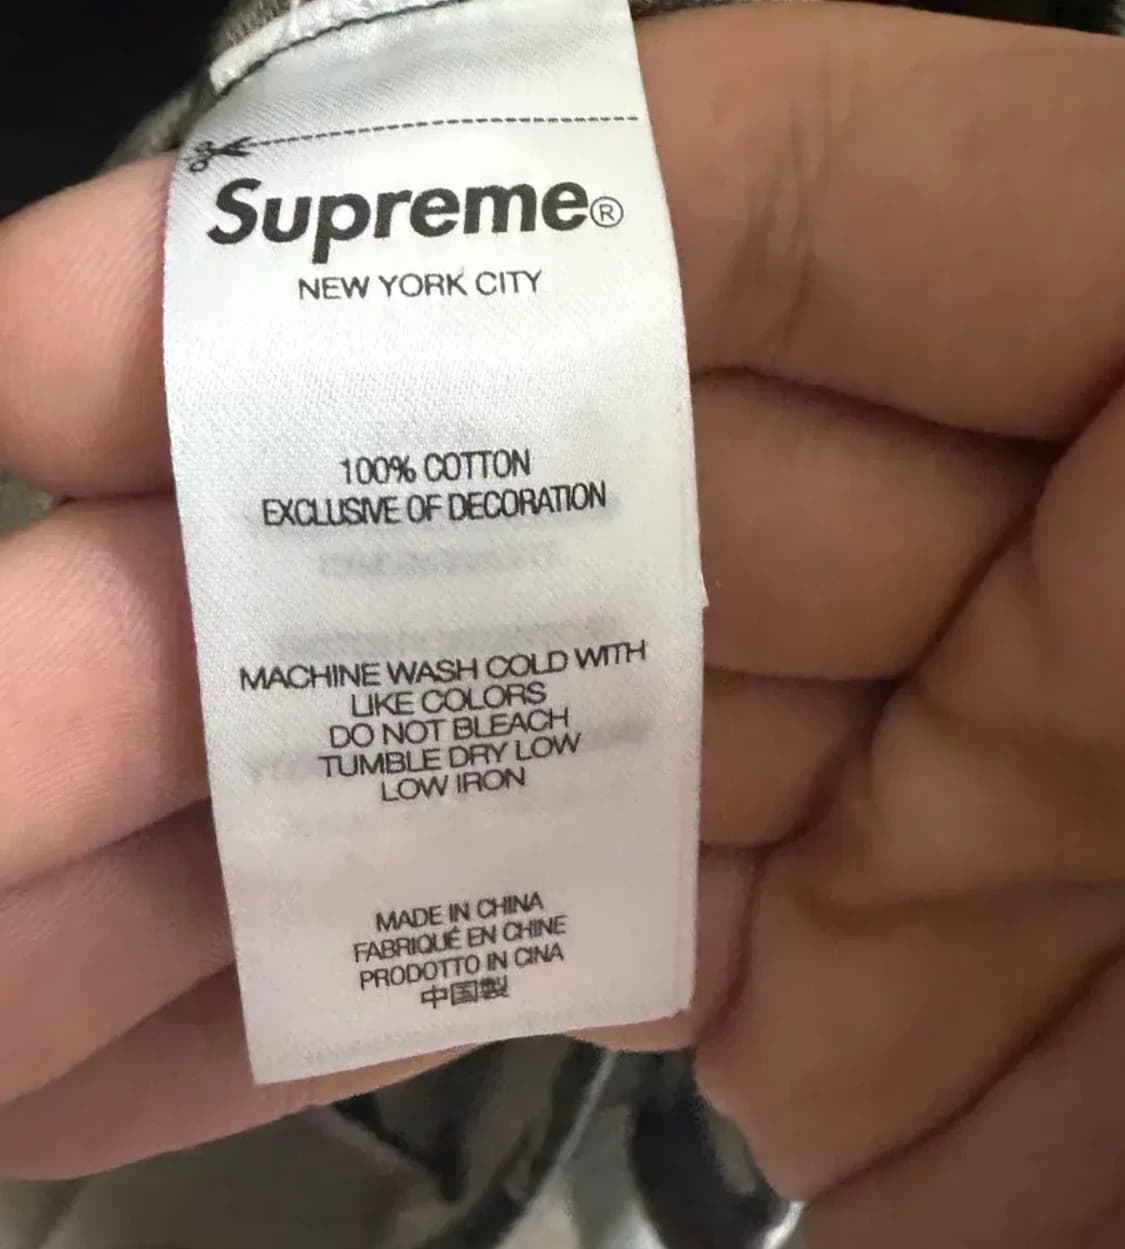 Supreme®
NEW YORK CITY
100% COTTON
EXCLUSIVE OF DECORATION
MACHINE WASH COLD WITH
LIKE COLORS
DO NOT BLEACH
TUMBLE DRY LOW
LOW IRON
MADE IN CHINA
FABRIQUÉ EN CHINE
PRODOTTO IN CINA
中国製